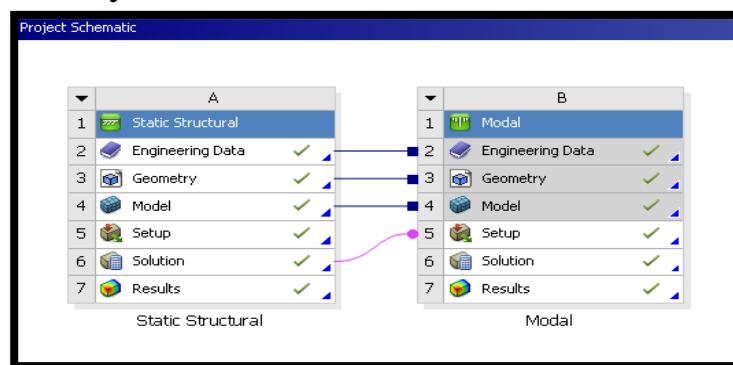 Project Schematic
A
1 Static Structural
2 Engineering Data
3 Geometry
4 Model
5 Setup
6 Solution
7 Results
Static Structural
B
1 Modal
2 Engineering Data
3 Geometry
4 Model
5 Setup
6 Solution
7 Results
Modal